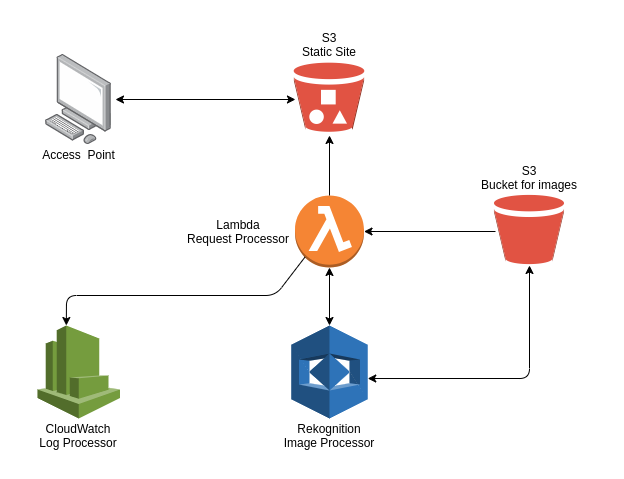 S3
Static Site
Access  Point
S3
Bucket for images
Lambda
Request Processor
CloudWatch
Log Processor
Rekognition
Image Processor